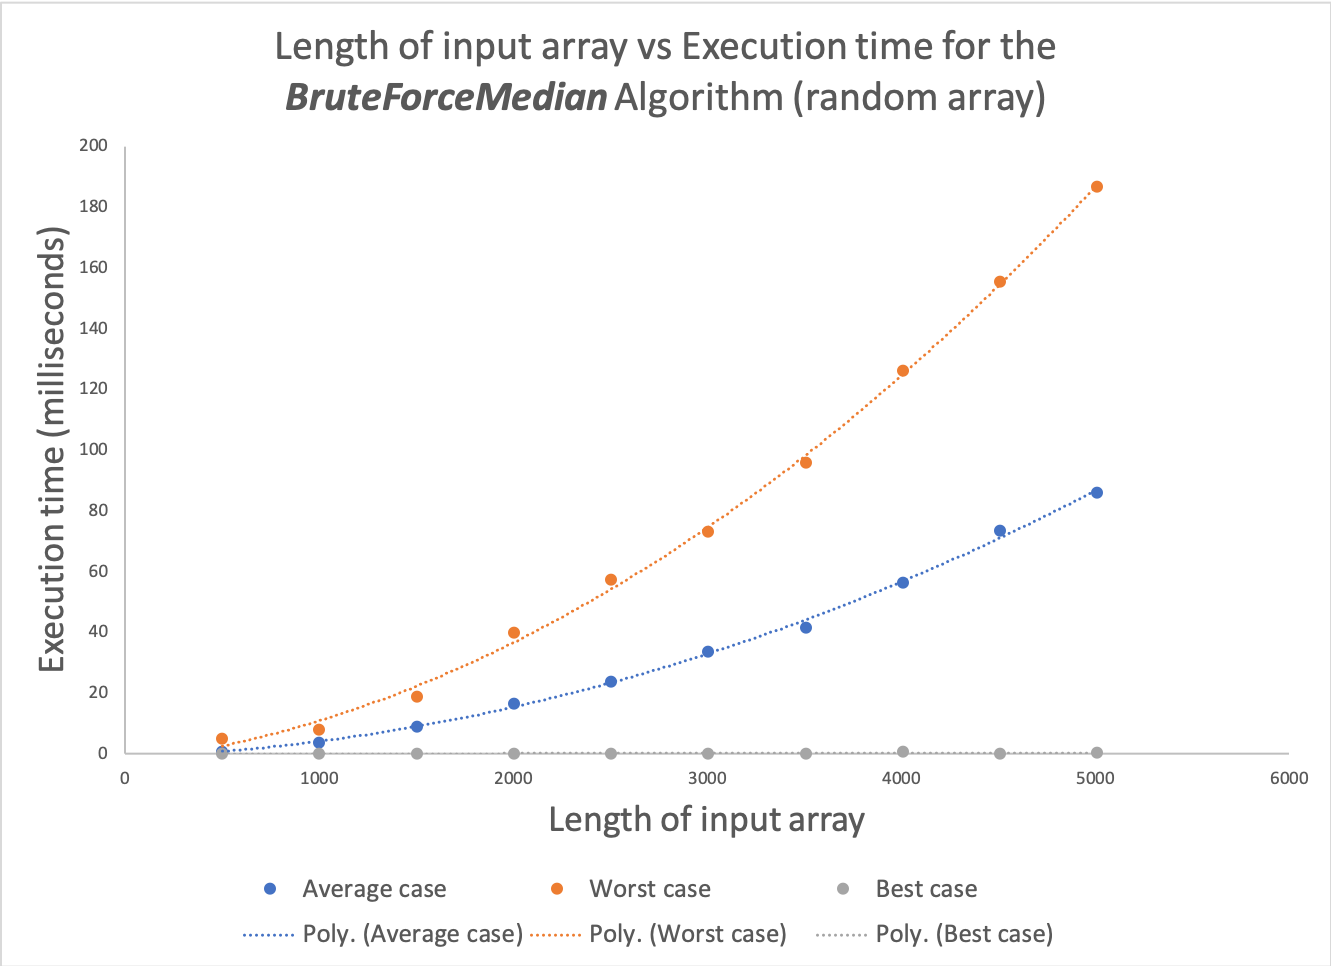 Length of input array vs Execution time for the
BruteForceMedian Algorithm (random array)
Execution time (milliseconds)
200
180
160
140
120
100
80
60
40
20
0
0 1000 2000 3000 4000 5000 6000
Length of input array
Average case Worst case Best case
Poly. (Average case) Poly. (Worst case) Poly. (Best case)